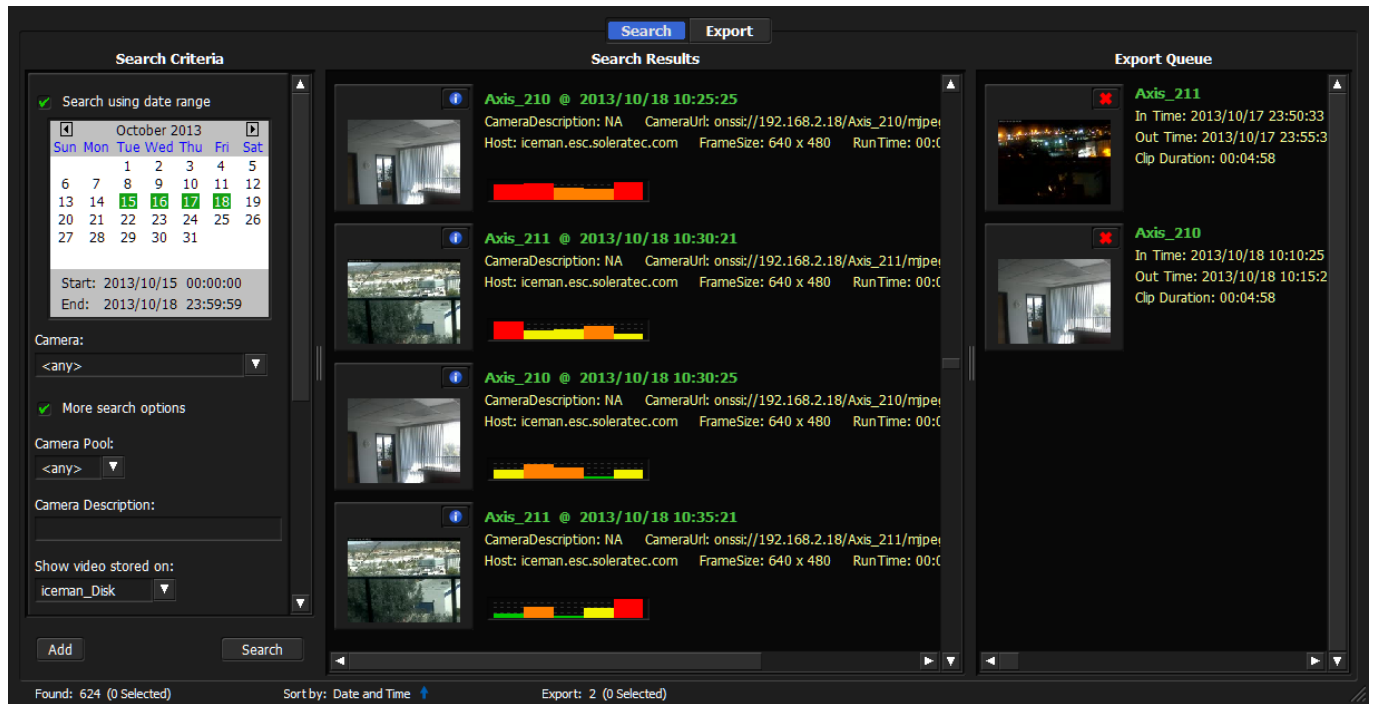 Search Export
Search Criteria
Search using date range
October 2013
Sun Mon Tue Wed Thu Fri Sat
1 2 3 4 5
6 7 8 9 10 11 12
13 14 15 16 17 18 19
20 21 22 23 24 25 26
27 28 29 30 31
Start: 2013/10/15 00:00:00
End: 2013/10/18 23:59:59
Camera:
<any>
More search options
Camera Pool:
<any>
Camera Description:
Show video stored on:
iceman_Disk
Add Search
Search Results
Axis_210 @ 2013/10/18 10:25:25
CameraDescription: NA CameraUrl: onssi://192.168.2.18/Axis_210/mjpe
Host: iceman.esc.soleratec.com FrameSize: 640 x 480 RunTime: 00:0
Axis_211 @ 2013/10/18 10:30:21
CameraDescription: NA CameraUrl: onssi://192.168.2.18/Axis_211/mjpe
Host: iceman.esc.soleratec.com FrameSize: 640 x 480 RunTime: 00:0
Axis_210 @ 2013/10/18 10:30:25
CameraDescription: NA CameraUrl: onssi://192.168.2.18/Axis_210/mjpe
Host: iceman.esc.soleratec.com FrameSize: 640 x 480 RunTime: 00:0
Axis_211 @ 2013/10/18 10:35:21
CameraDescription: NA CameraUrl: onssi://192.168.2.18/Axis_211/mjpe
Host: iceman.esc.soleratec.com FrameSize: 640 x 480 RunTime: 00:0
Export Queue
Axis_211
In Time: 2013/10/17 23:50:33
Out Time: 2013/10/17 23:55:3
Clip Duration: 00:04:58
Axis_210
In Time: 2013/10/18 10:10:25
Out Time: 2013/10/18 10:15:2
Clip Duration: 00:04:58
Found: 624 (0 Selected) Sort by: Date and Time Export: 2 (0 Selected)